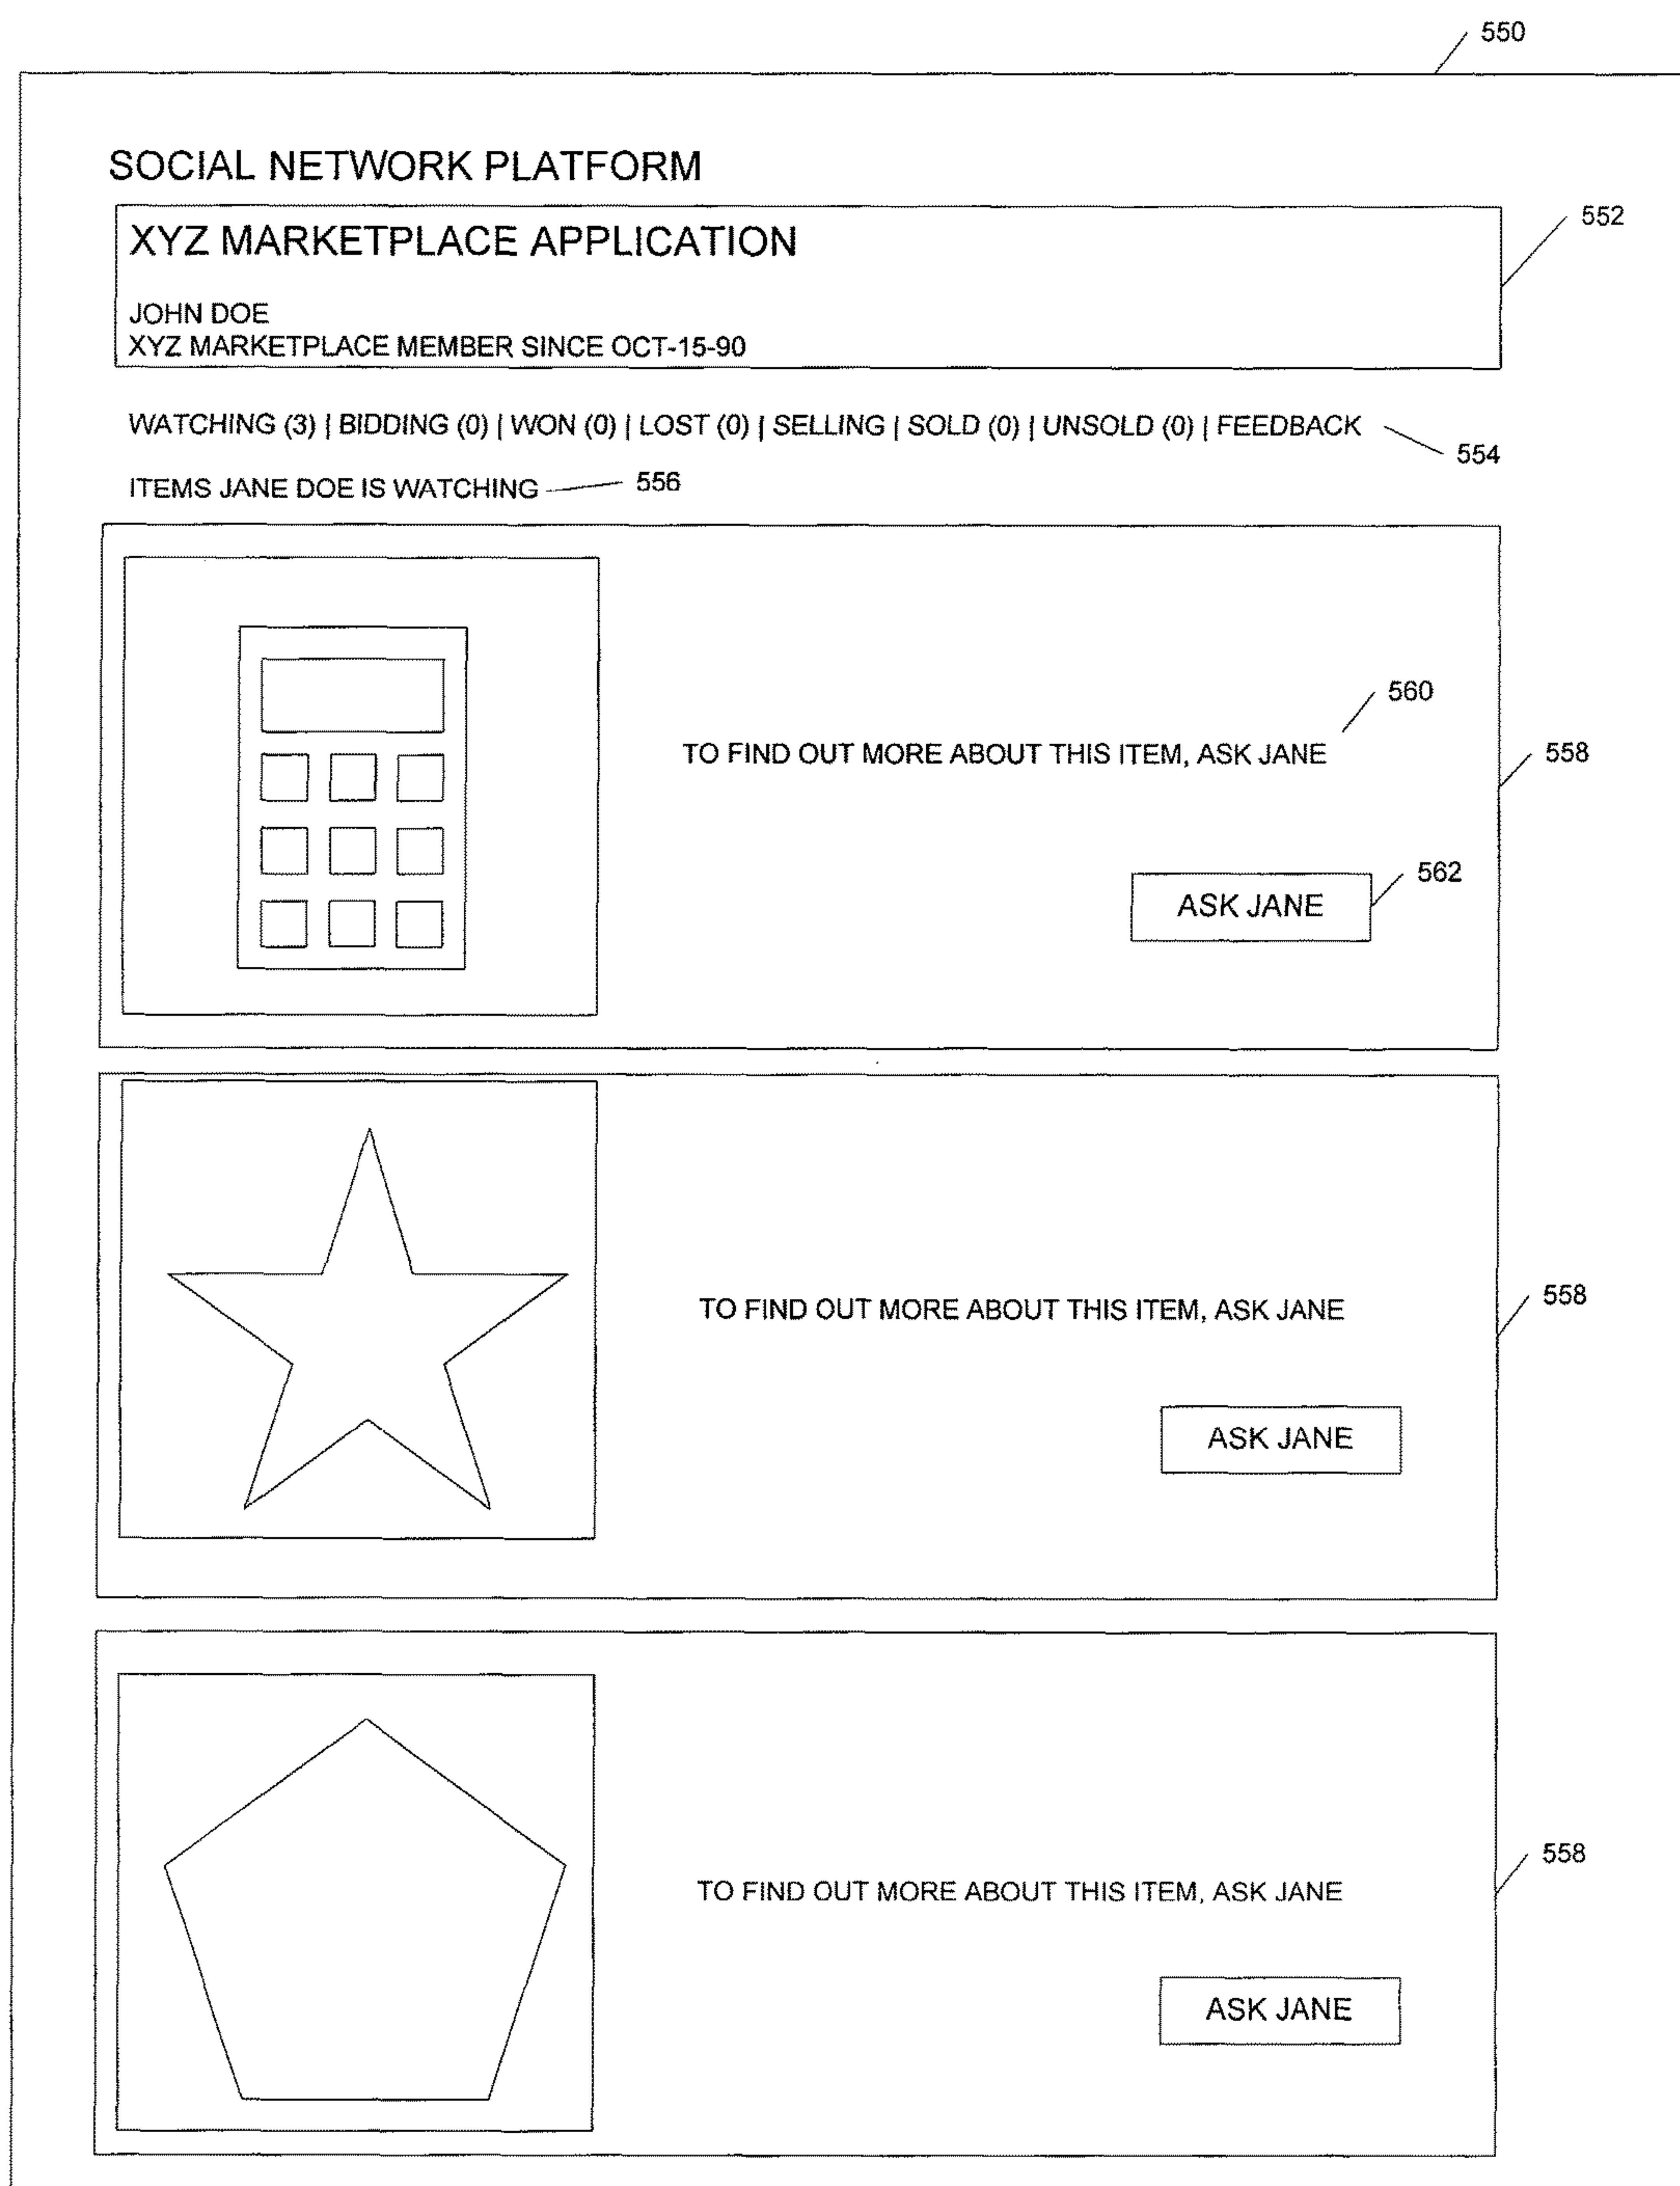 550
SOCIAL NETWORK PLATFORM
552
XYZ MARKETPLACE APPLICATION
JOHN DOE
XYZ MARKETPLACE MEMBER SINCE OCT-15-90
WATCHING (3) | BIDDING (0) | WON (0) | LOST (0) | SELLING | SOLD (0) | UNSOLD (0) | FEEDBACK
554
ITEMS JANE DOE IS WATCHING 556
560
TO FIND OUT MORE ABOUT THIS ITEM, ASK JANE
558
562
ASK JANE
558
TO FIND OUT MORE ABOUT THIS ITEM, ASK JANE
ASK JANE
558
TO FIND OUT MORE ABOUT THIS ITEM, ASK JANE
ASK JANE